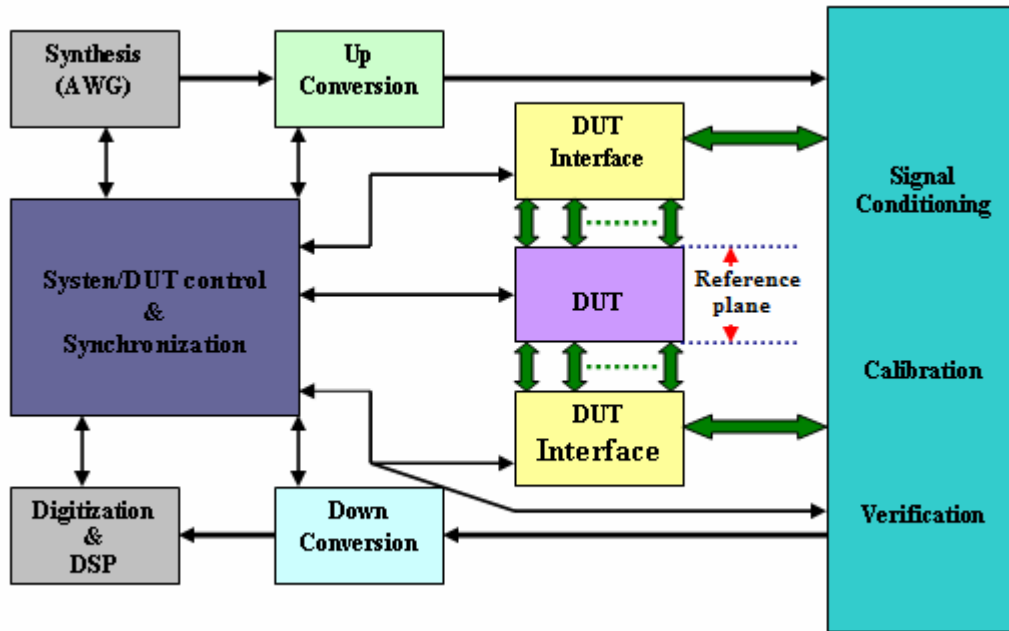 Synthesis
(AWG)
Up
Conversion
DUT
Interface
Signal
Conditioning
Systen/DUT control
&
Synchronization
DUT
Reference
plane
Calibration
DUT
Interface
Digitization
&
DSP
Down
Conversion
Verification